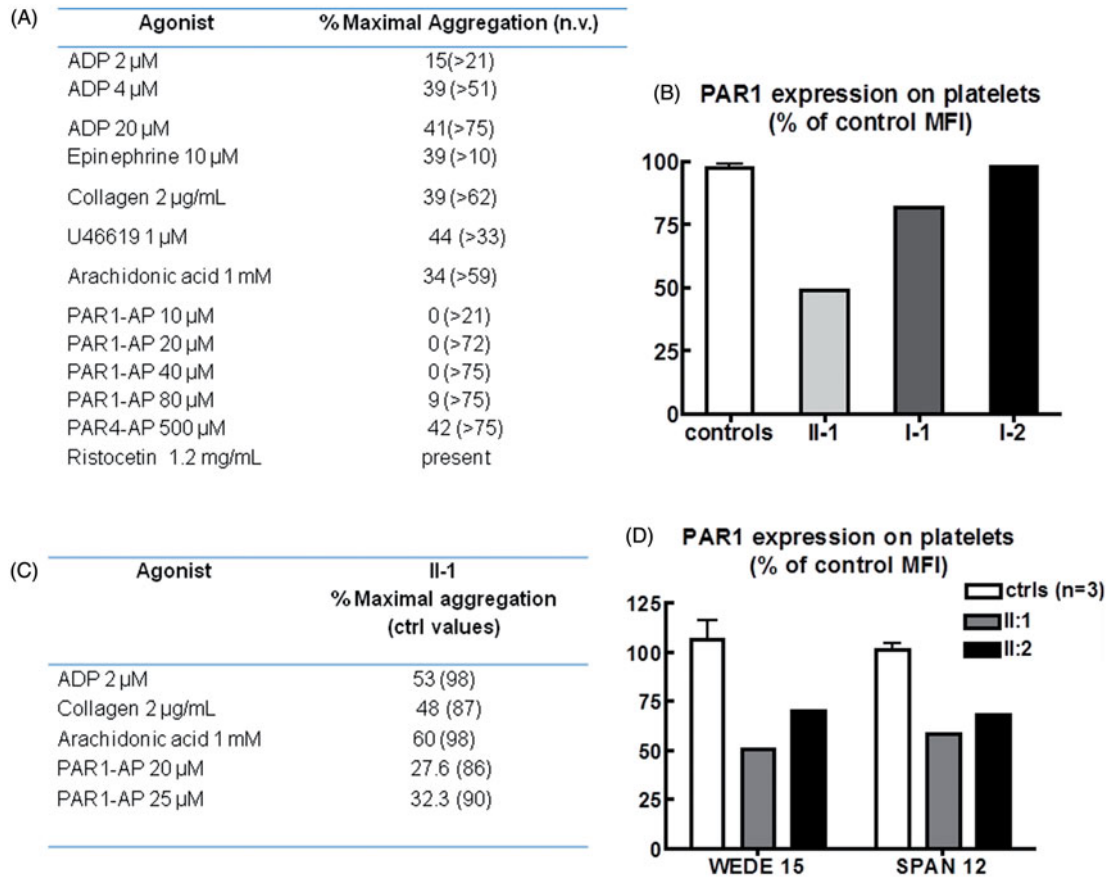 (A)
Agonist % Maximal Aggregation (n.v.)
ADP 2 µM 15(>21)
ADP 4 µM 39 (>51)
ADP 20 µM 41(>75)
Epinephrine 10 µM 39(>10)
Collagen 2 µg/mL 39(>62)
U46619 1 µM 44 (>33)
Arachidonic acid 1 mM 34 (>59)
PAR1-AP 10 µM 0 (>21)
PAR1-AP 20 µM 0 (>72)
PAR1-AP 40 µM 0(>75)
PAR1-AP 80 µM 9 (>75)
PAR4-AP 500 µM 42 (>75)
Ristocetin 1.2 mg/mL present
(B) PAR1 expression on platelets
(% of control MFI)
100
75
50
25
0
controls II-1 I-1 I-2
(C)
Agonist II-1
% Maximal aggregation
(ctrl values)
ADP 2 µM 53 (98)
Collagen 2 µg/mL 48 (87)
Arachidonic acid 1 mM 60 (98)
PAR1-AP 20 µM 27.6 (86)
PAR1-AP 25 µM 32.3 (90)
(D) PAR1 expression on platelets
(% of control MFI)
ctrls (n=3)
II:1
II:2
125
100
75
50
25
0
WEDE 15 SPAN 12